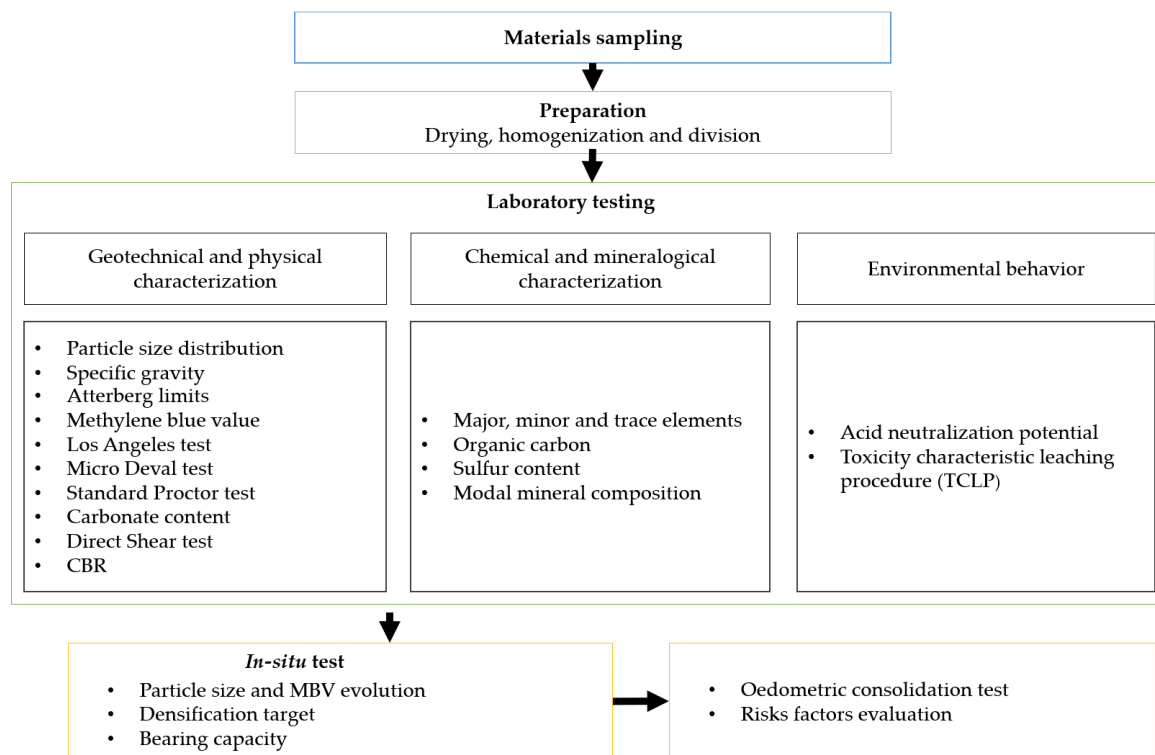 Materials sampling
Preparation
Drying, homogenization and division
Laboratory testing
Geotechnical and physical
characterization
Chemical and mineralogical
characterization
Environmental behavior
• Particle size distribution
• Specific gravity
• Atterberg limits
• Methylene blue value
• Los Angeles test
• Micro Deval test
• Standard Proctor test
• Carbonate content
• Direct Shear test
• CBR
• Major, minor and trace elements
• Organic carbon
• Sulfur content
• Modal mineral composition
• Acid neutralization potential
• Toxicity characteristic leaching
procedure (TCLP)
In-situ test
• Particle size and MBV evolution
• Densification target
• Bearing capacity
• Oedometric consolidation test
• Risks factors evaluation